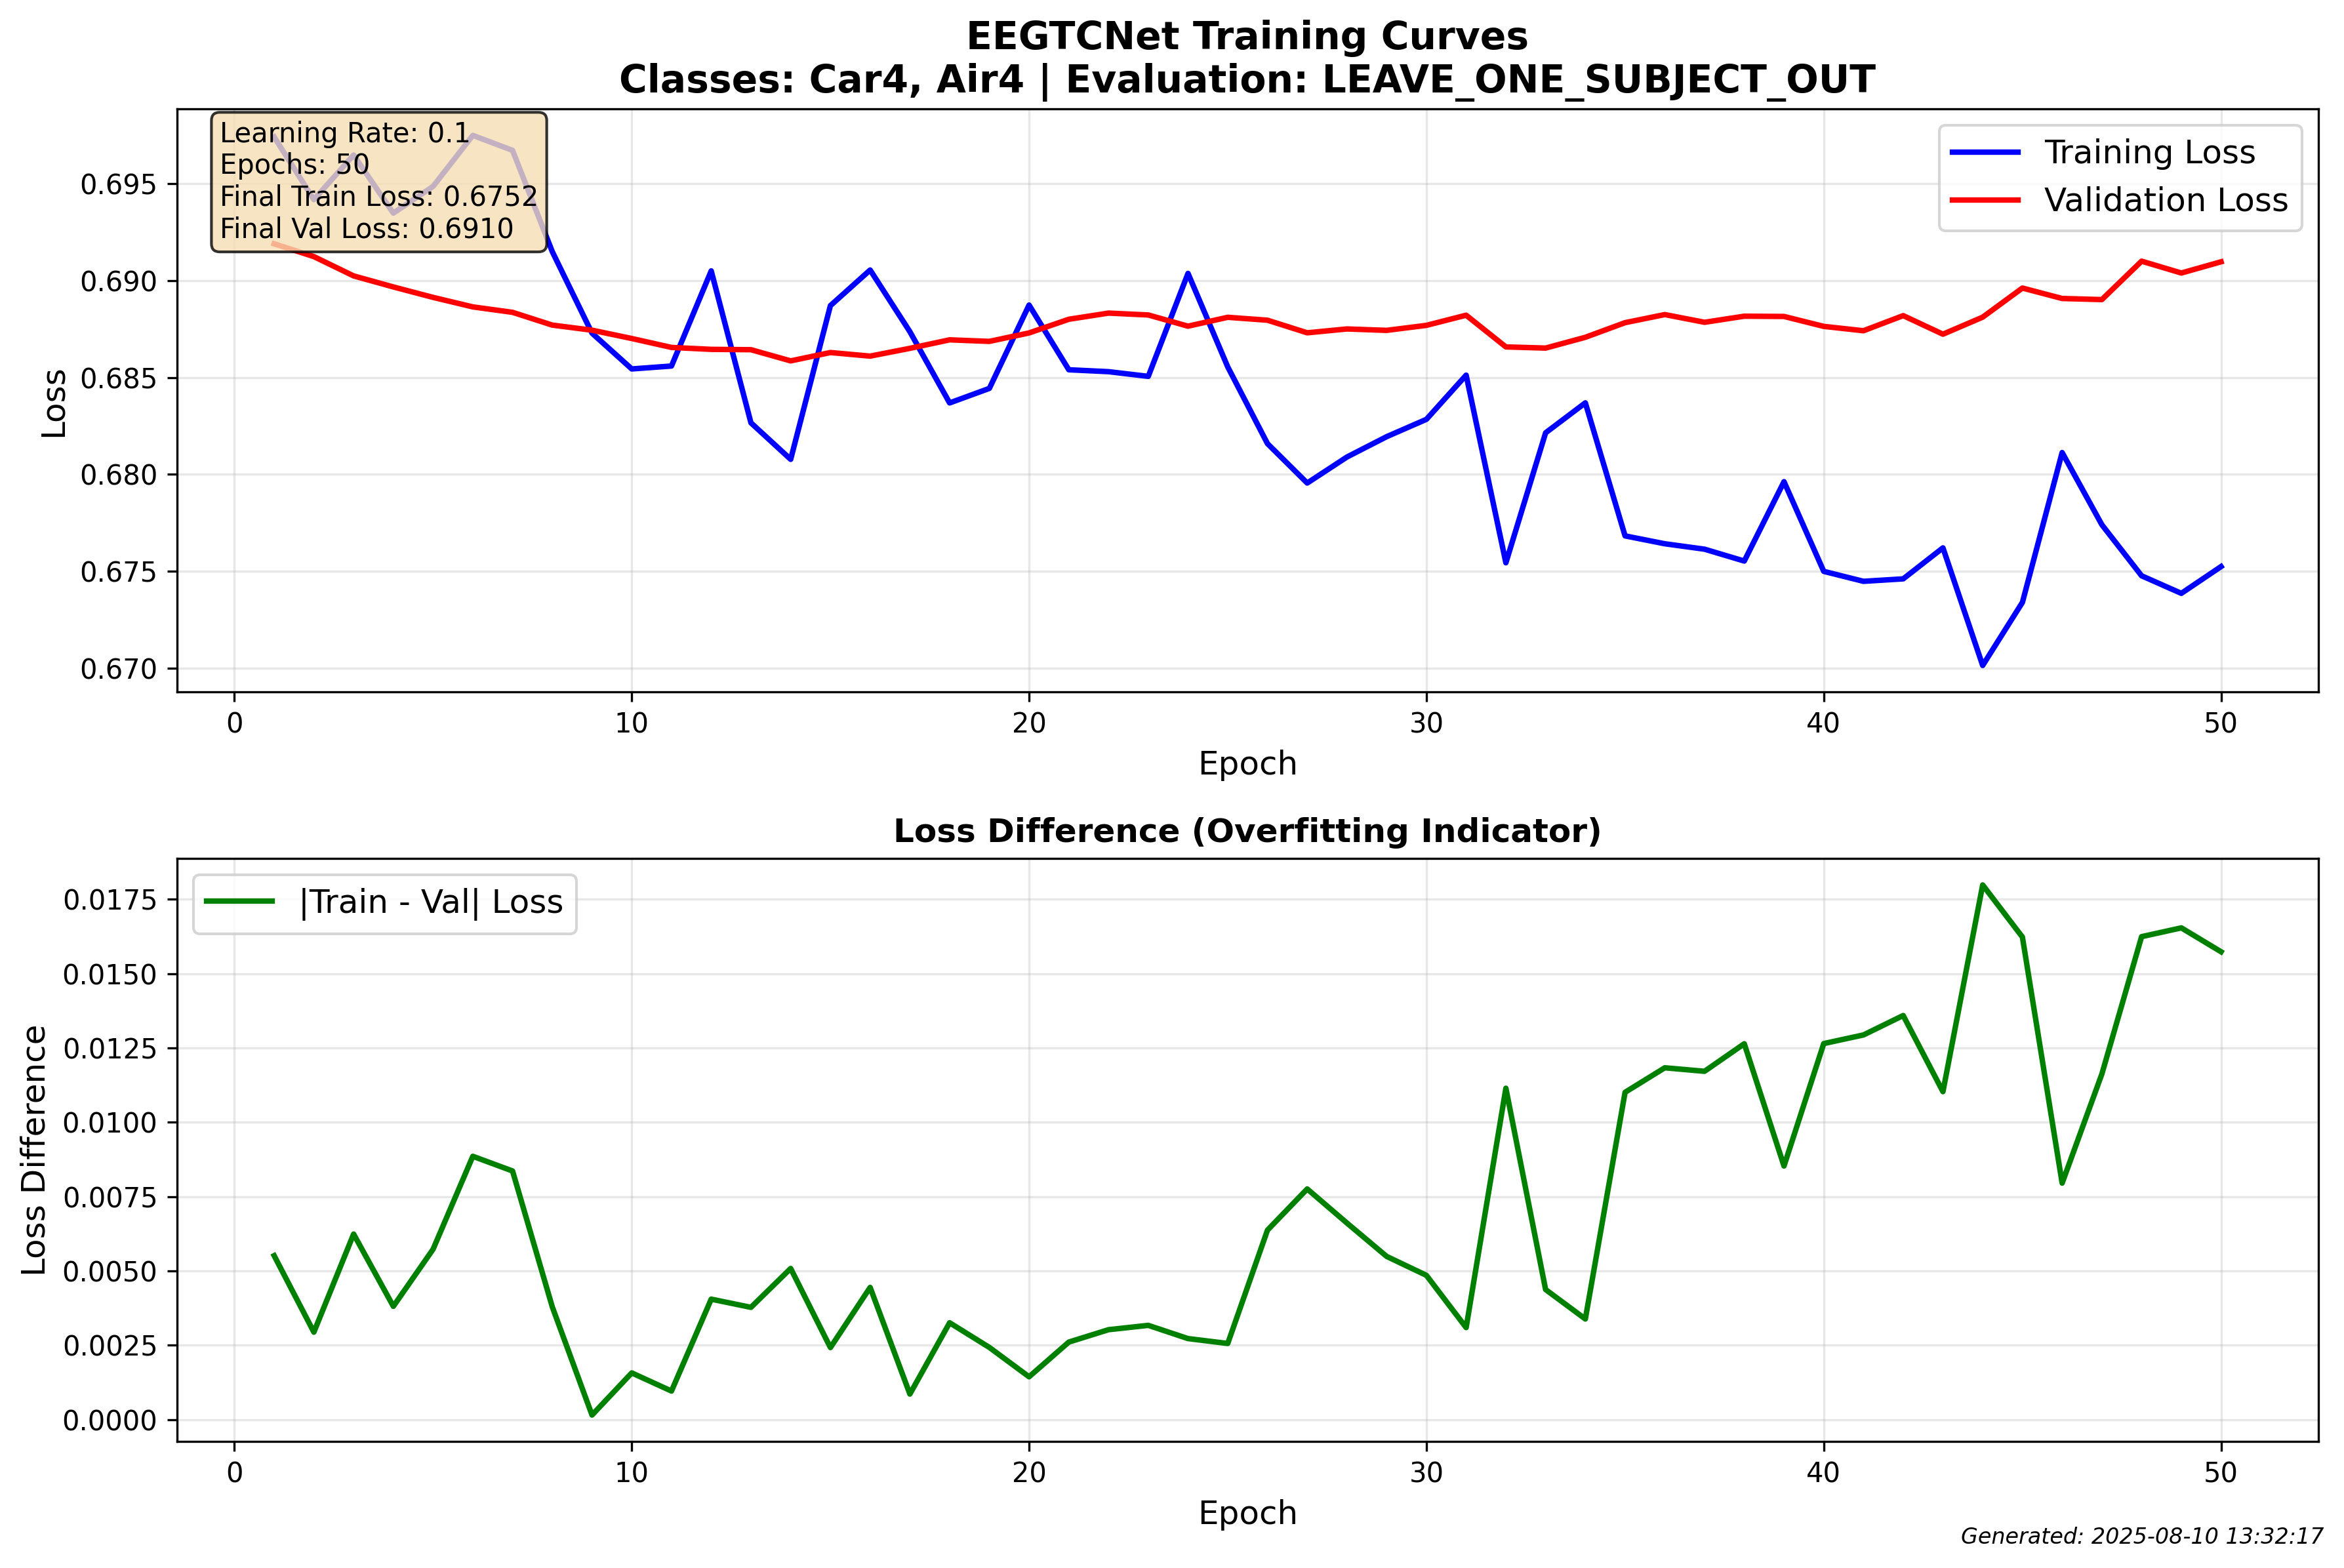 EEGTCNet Training Curves
Classes: Car4, Air4 | Evaluation: LEAVE_ONE_SUBJECT_OUT
Learning Rate: 0.1
Epochs: 50
Final Train Loss: 0.6752
Final Val Loss: 0.6910
Training Loss
Validation Loss
0.695
0.690
0.685
0.680
0.675
0.670
Loss
0 10 20 30 40 50
Epoch
Loss Difference (Overfitting Indicator)
|Train - Val| Loss
0.0175
0.0150
0.0125
0.0100
0.0075
0.0050
0.0025
0.0000
Loss Difference
0 10 20 30 40 50
Epoch
Generated: 2025-08-10 13:32:17